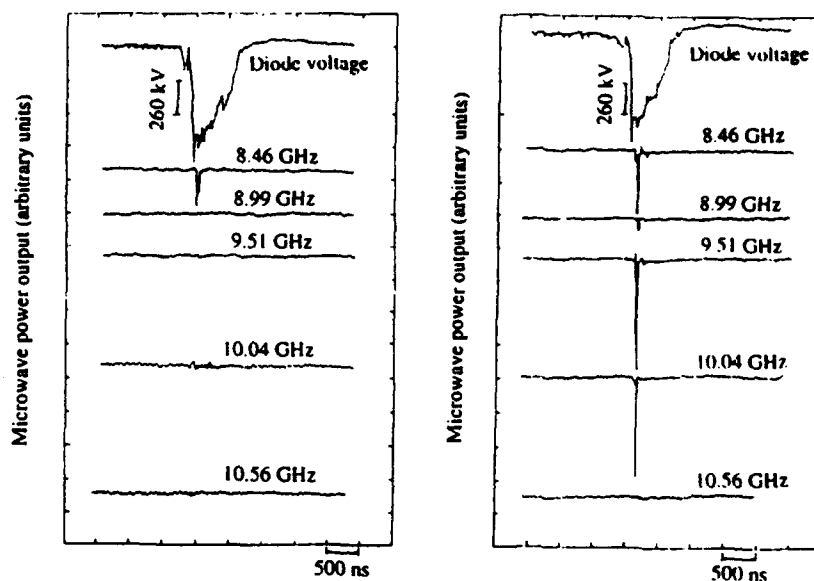 Microwave power output (arbitrary units)
Diode voltage
260 kV
8.46 GHz
8.99 GHz
9.51 GHz
10.04 GHz
10.56 GHz
500 ns
Microwave power output (arbitrary units)
Diode voltage
260 kV
8.46 GHz
8.99 GHz
9.51 GHz
10.04 GHz
10.56 GHz
500 ns